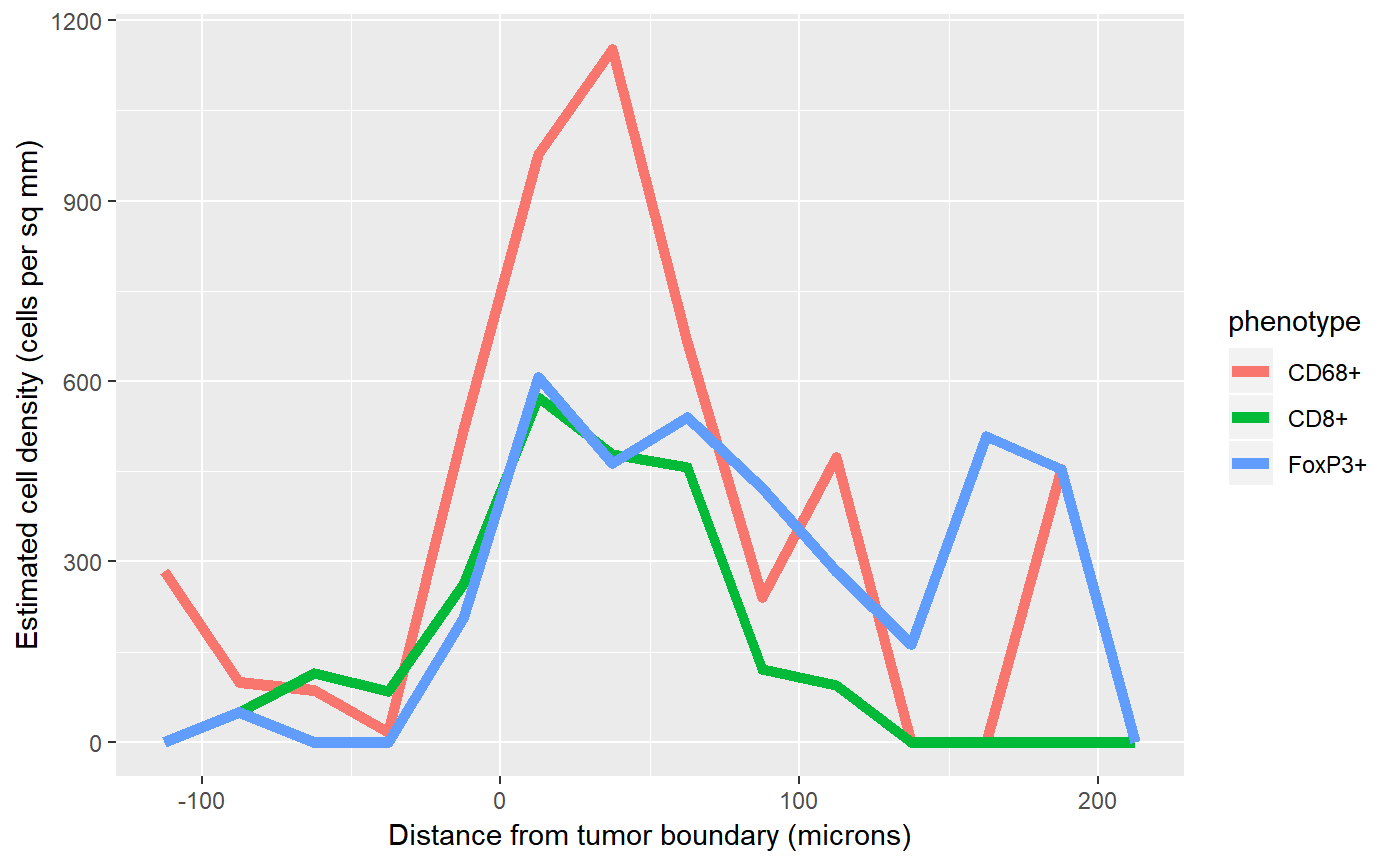 Estimated cell density (cells per sq mm)
1200
900
600
300
0
-100
0
100
200
Distance from tumor boundary (microns)
phenotype
CD68+
CD8+
FoxP3+